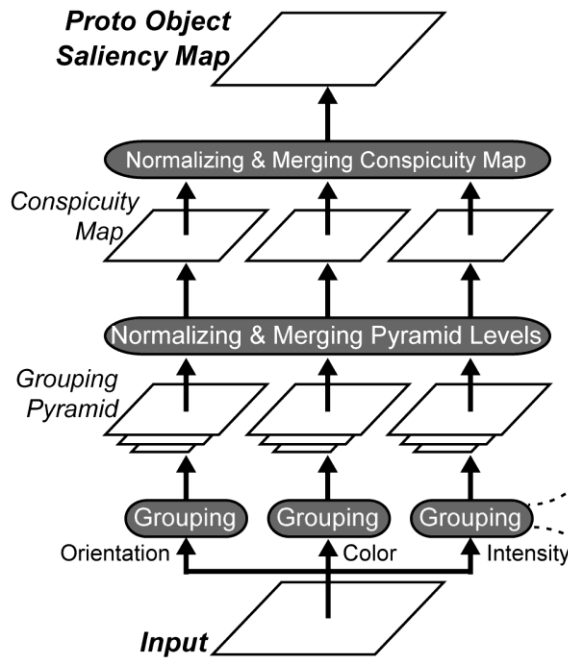 Proto Object
Saliency Map
Normalizing & Merging Conspicuity Map
Conspicuity
Map
Normalizing & Merging Pyramid Levels
Grouping
Pyramid
Grouping Grouping Grouping
Orientation Color Intensity
Input